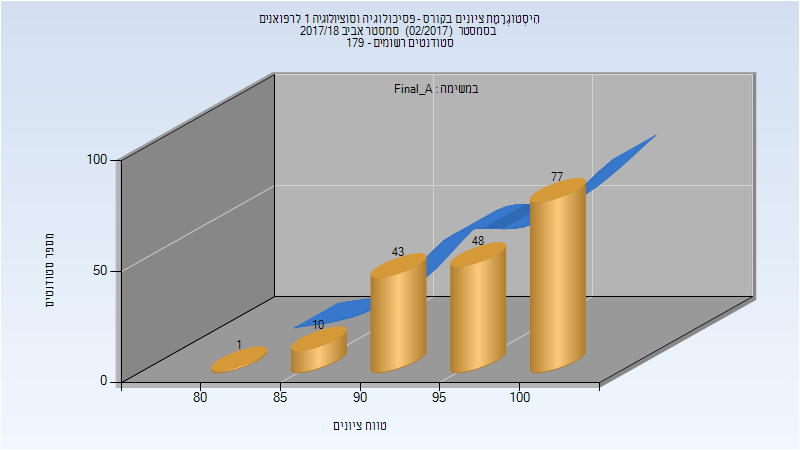 היסטוגרמת ציונים בקורס - פסיכולוגיה וסוציולוגיה 1 לרפואנים
בסמסטר (02/2017) סמסטר אביב 2017/18
סטודנטים רשומים - 179
במשימה : Final_A
100
50
0
מספר סטודנטים
1
10
43
48
77
80
85
90
95
100
טווח ציונים